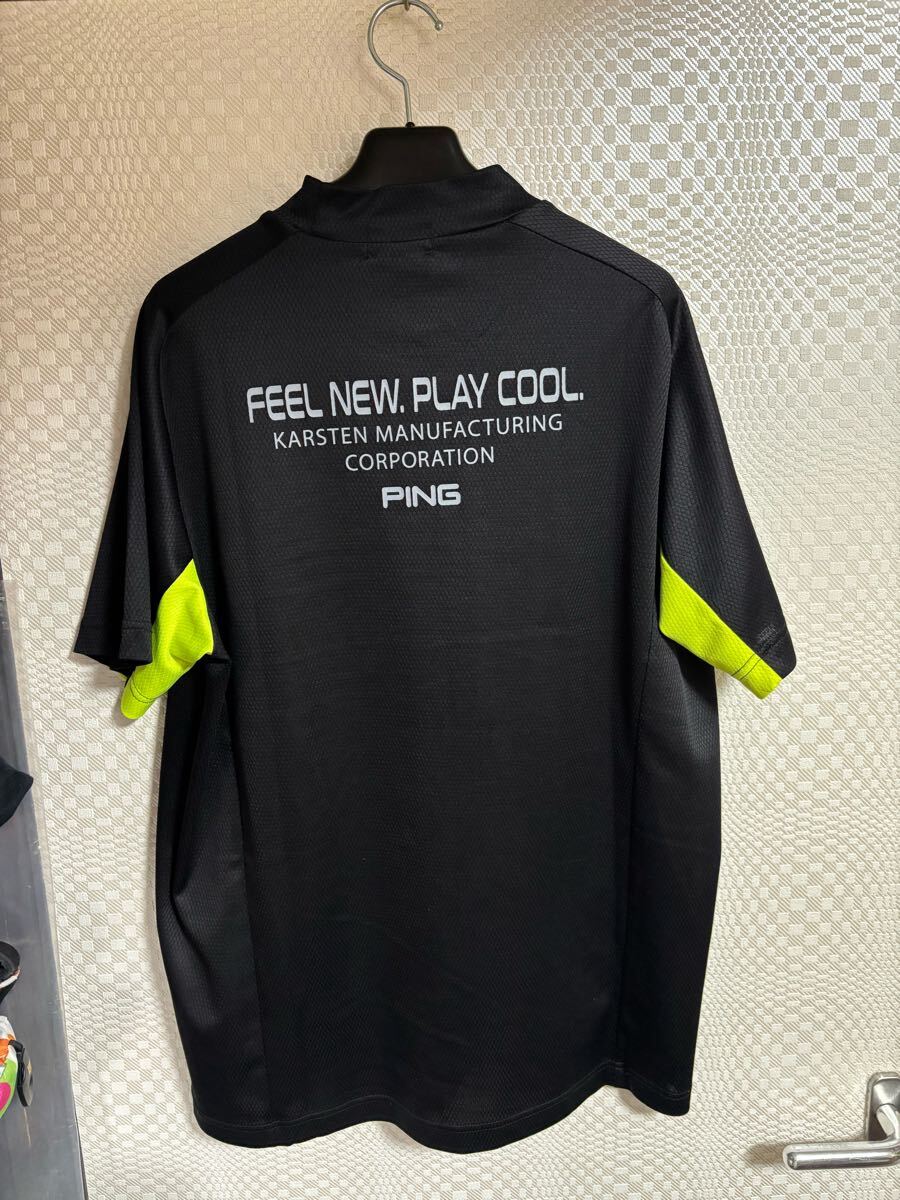 FEEL NEW. PLAY COOL.
KARSTEN MANUFACTURING
CORPORATION
PING